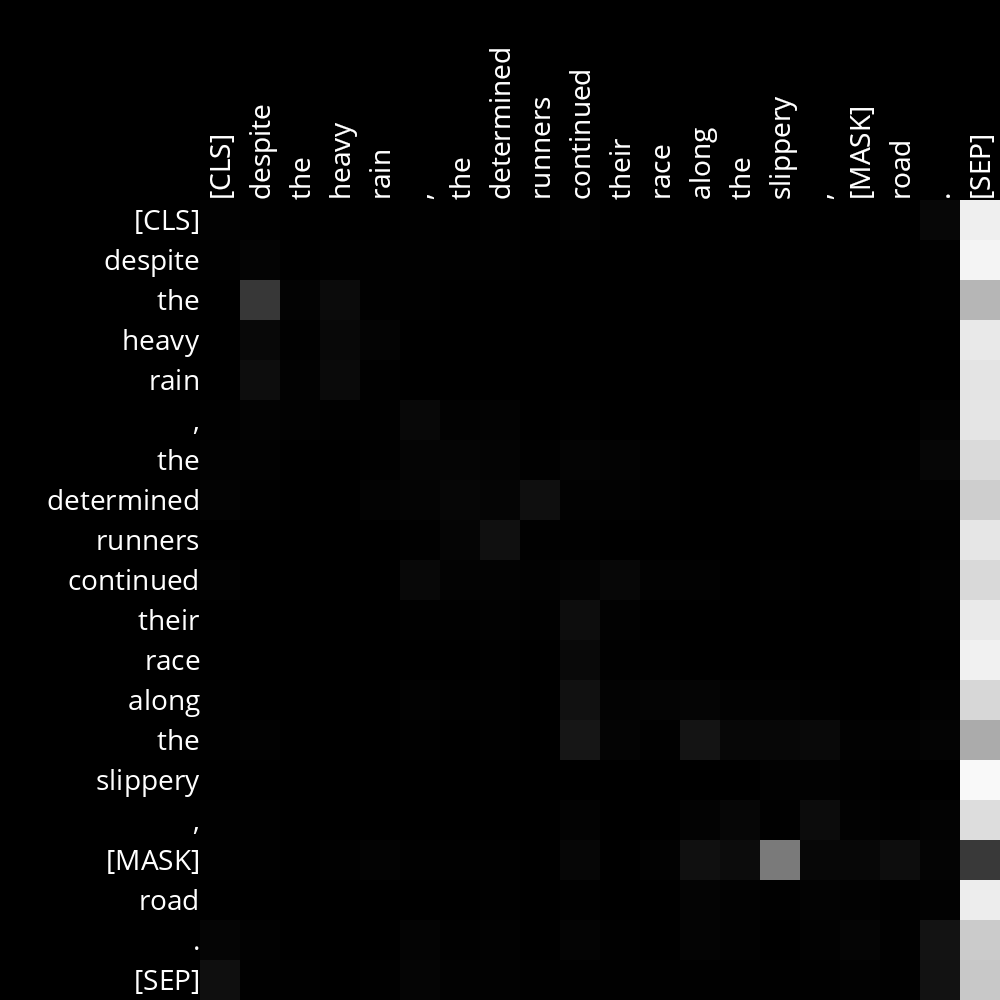 [CLS] despite the heavy rain , the determined runners continued their race along the slippery , [MASK] road . [SEP]
[CLS]
despite
the
heavy
rain
,
the
determined
runners
continued
their
race
along
the
slippery
,
[MASK]
road
.
[SEP]